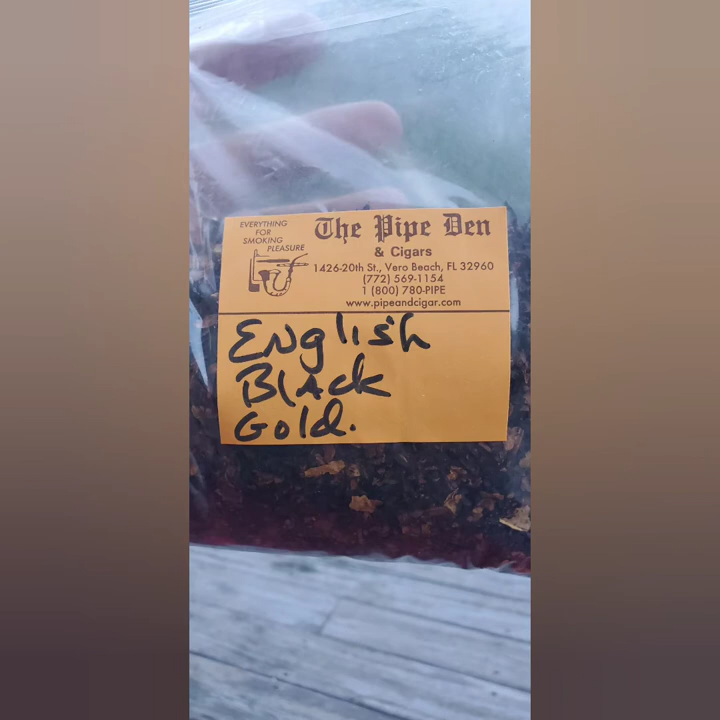 EVERYTHING
FOR
SMOKING
PLEASURE
The Pipe Den
& Cigars
1426-20th St., Vero Beach, FL 32960
(772) 569-1154
1 (800) 780-PIPE
www.pipeandcigar.com
English
Black
Gold.